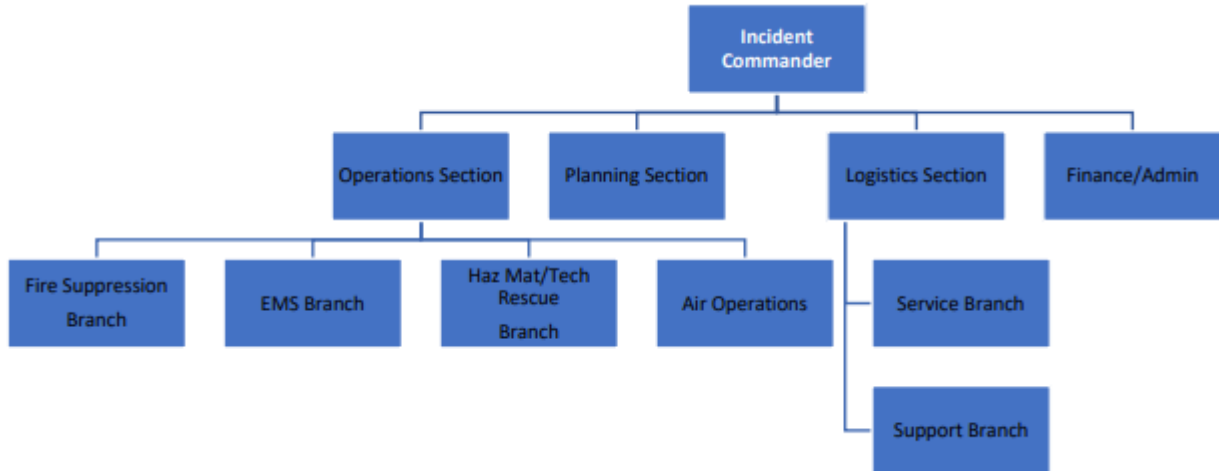 Incident
Commander
Operations Section
Planning Section
Logistics Section
Finance/Admin
Fire Suppression
Branch
EMS Branch
Haz Mat/Tech
Rescue
Branch
Air Operations
Service Branch
Support Branch